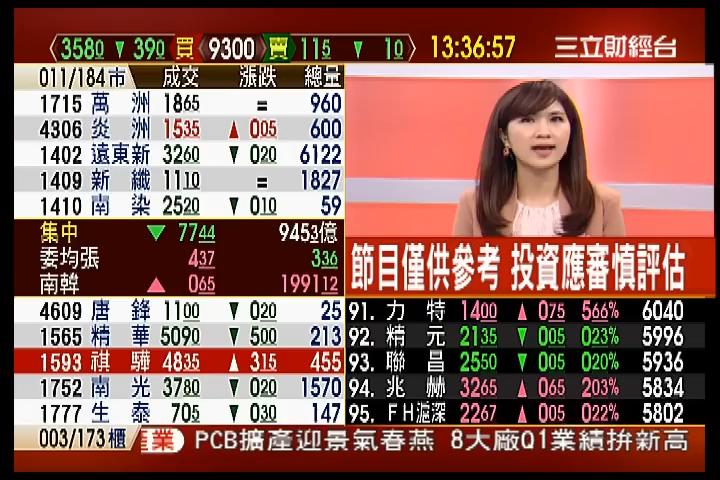 3580 ▼ 390 買 9300 賣 115 ▼ 10 13:36:57 三立財經台
011/184市 成交 漲跌 總量
1715 萬洲 1865 = 960
4306 炎洲 1535 ▲ 005 600
1402 遠東新 3260 ▼ 020 6122
1409 新纖 1110 = 1827
1410 南染 2520 ▼ 010 59
集中 ▼ 7744 9453億
委均張 437 336
南韓 ▲ 065 199112
節目僅供參考 投資應審慎評估
4609 唐鋒 1100 ▼ 020 25
1565 精華 5090 ▼ 500 213
1593 祺驊 4835 ▲ 315 455
1752 南光 3780 ▼ 020 1570
1777 生泰 705 ▼ 030 147
91. 力特 1400 ▲ 075 566% 6040
92. 精元 2135 ▼ 005 023% 5996
93. 聯昌 2550 ▼ 005 020% 5936
94. 兆赫 3265 ▲ 065 203% 5834
95. FH滬深 2267 ▲ 005 022% 5802
003/173櫃 產業 PCB擴產迎景氣春燕 8大廠Q1業績拚新高